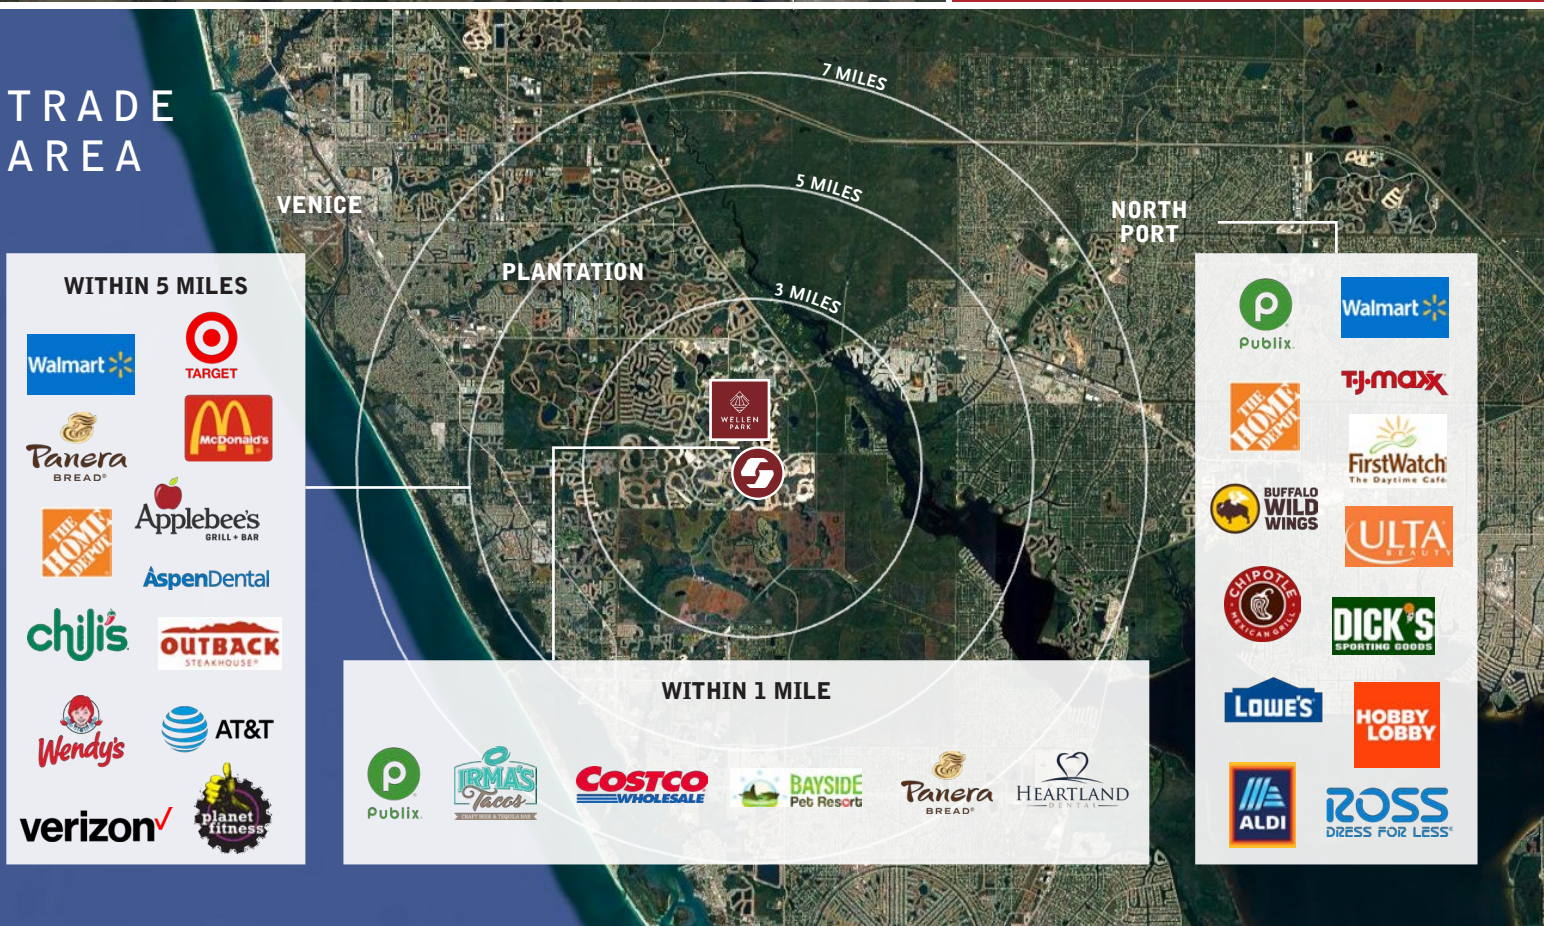 TRADE
AREA
7 MILES
5 MILES
3 MILES
VENICE
PLANTATION
NORTH
PORT
WELLEN
PARK
WITHIN 5 MILES
Walmart
TARGET
Panera
BREAD®
McDonald's
THE
HOME
DEPOT
Applebee's
GRILL + BAR
AspenDental
chili's
OUTBACK
STEAKHOUSE®
Wendy's
AT&T
verizon
planet
fitness
WITHIN 1 MILE
Publix.
IRMA'S
Tacos
CRAFT BEER & TEQUILA BAR
COSTCO
WHOLESALE
BAYSIDE
Pet Resort
Panera
BREAD®
HEARTLAND
DENTAL
Publix.
Walmart
THE
HOME
DEPOT
T·J·maxx
FirstWatch
The Daytime Café
BUFFALO
WILD
WINGS
ULTA
BEAUTY
CHIPOTLE
MEXICAN GRILL
DICK'S
SPORTING GOODS
LOWE'S
HOBBY
LOBBY
ALDI
ROSS
DRESS FOR LESS®